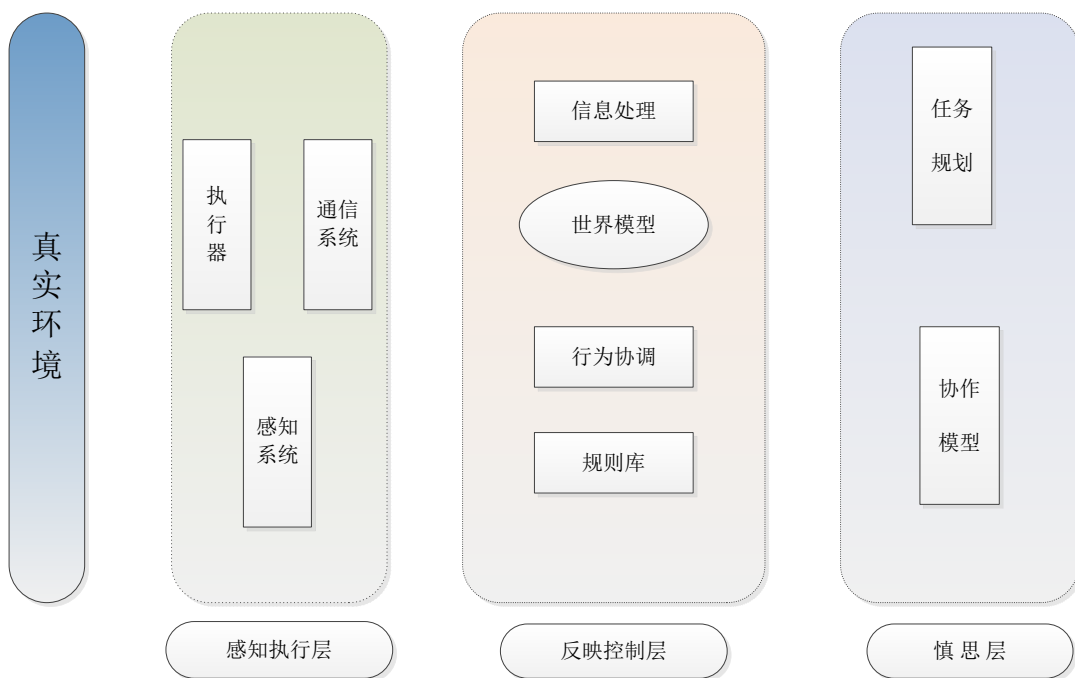 真
实
环
境
执
行
器
通信
系统
感知
系统
感知执行层
信息处理
世界模型
行为协调
规则库
反映控制层
任务
规划
协作
模型
慎 思 层